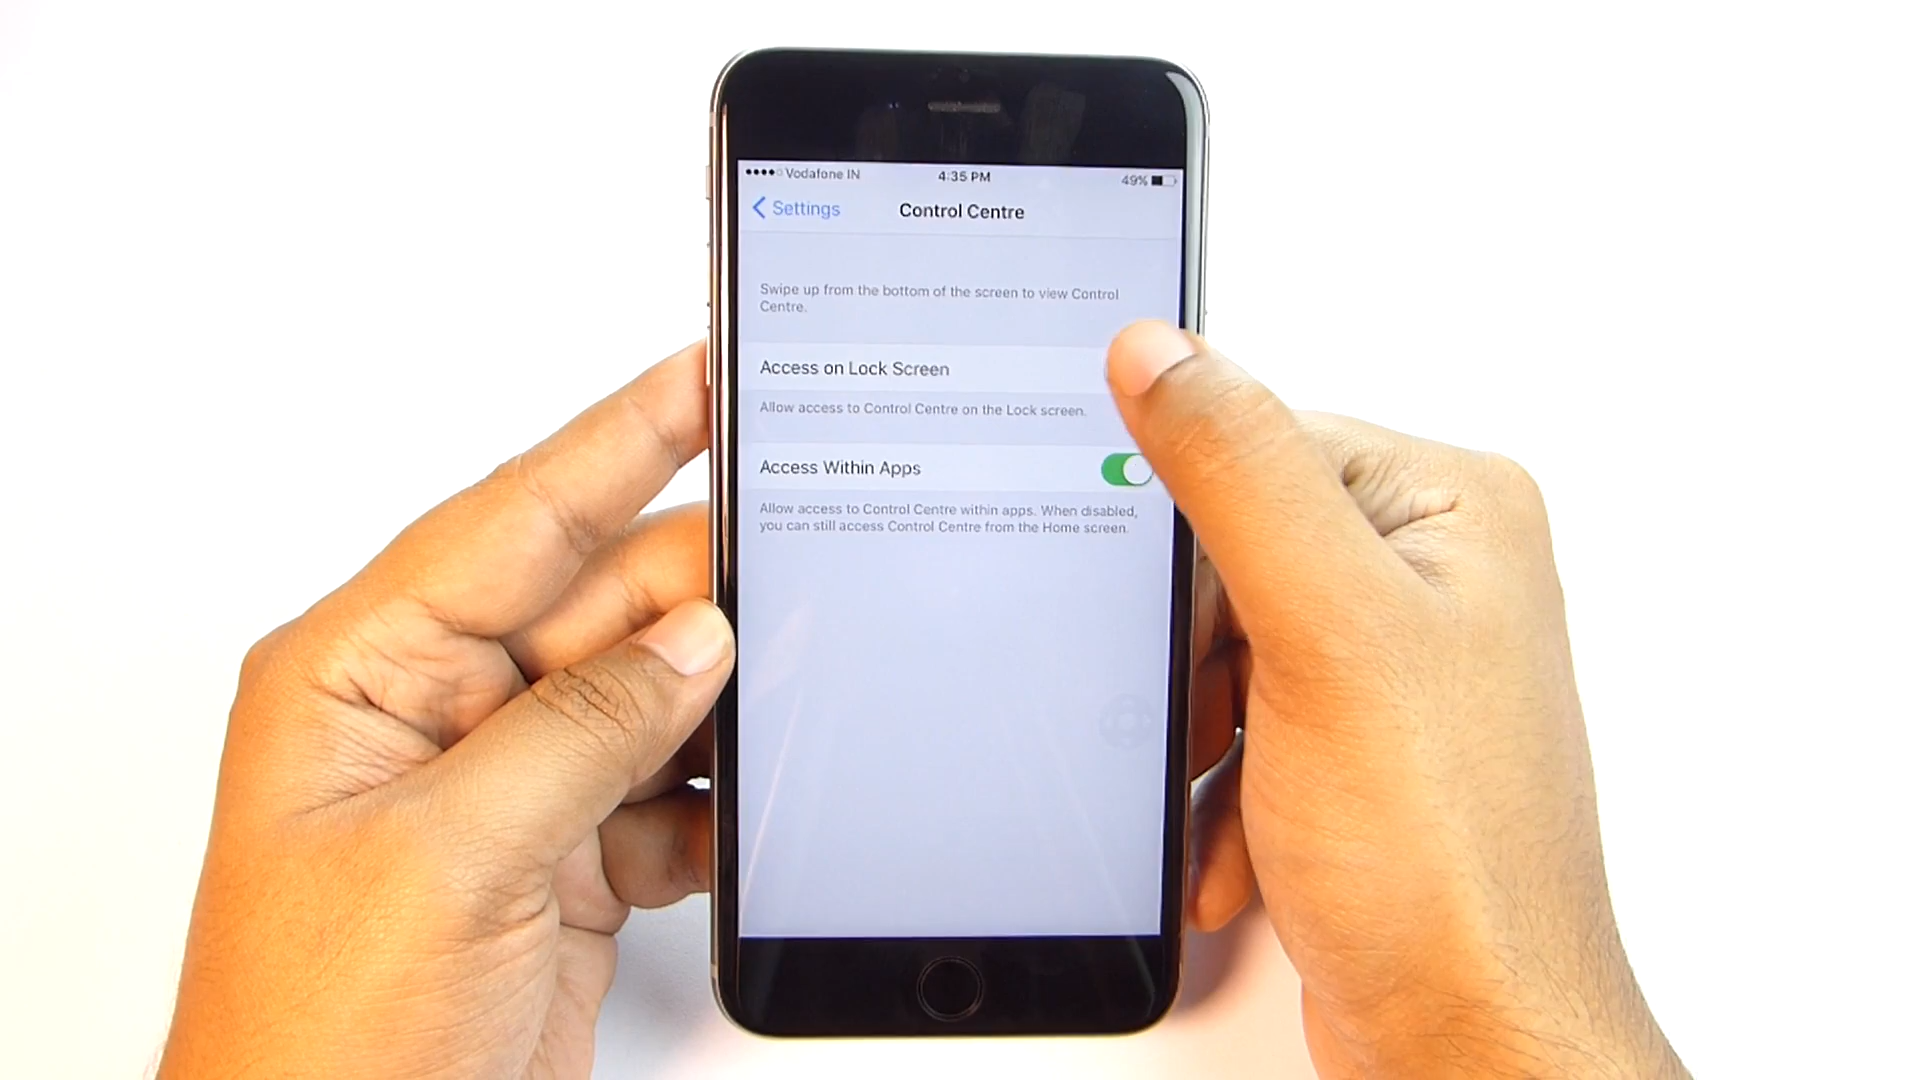 Vodafone IN 4:35 PM 49%
Settings Control Centre
Swipe up from the bottom of the screen to view Control
Centre.
Access on Lock Screen
Allow access to Control Centre on the Lock screen.
Access Within Apps
Allow access to Control Centre within apps. When disabled,
you can still access Control Centre from the Home screen.